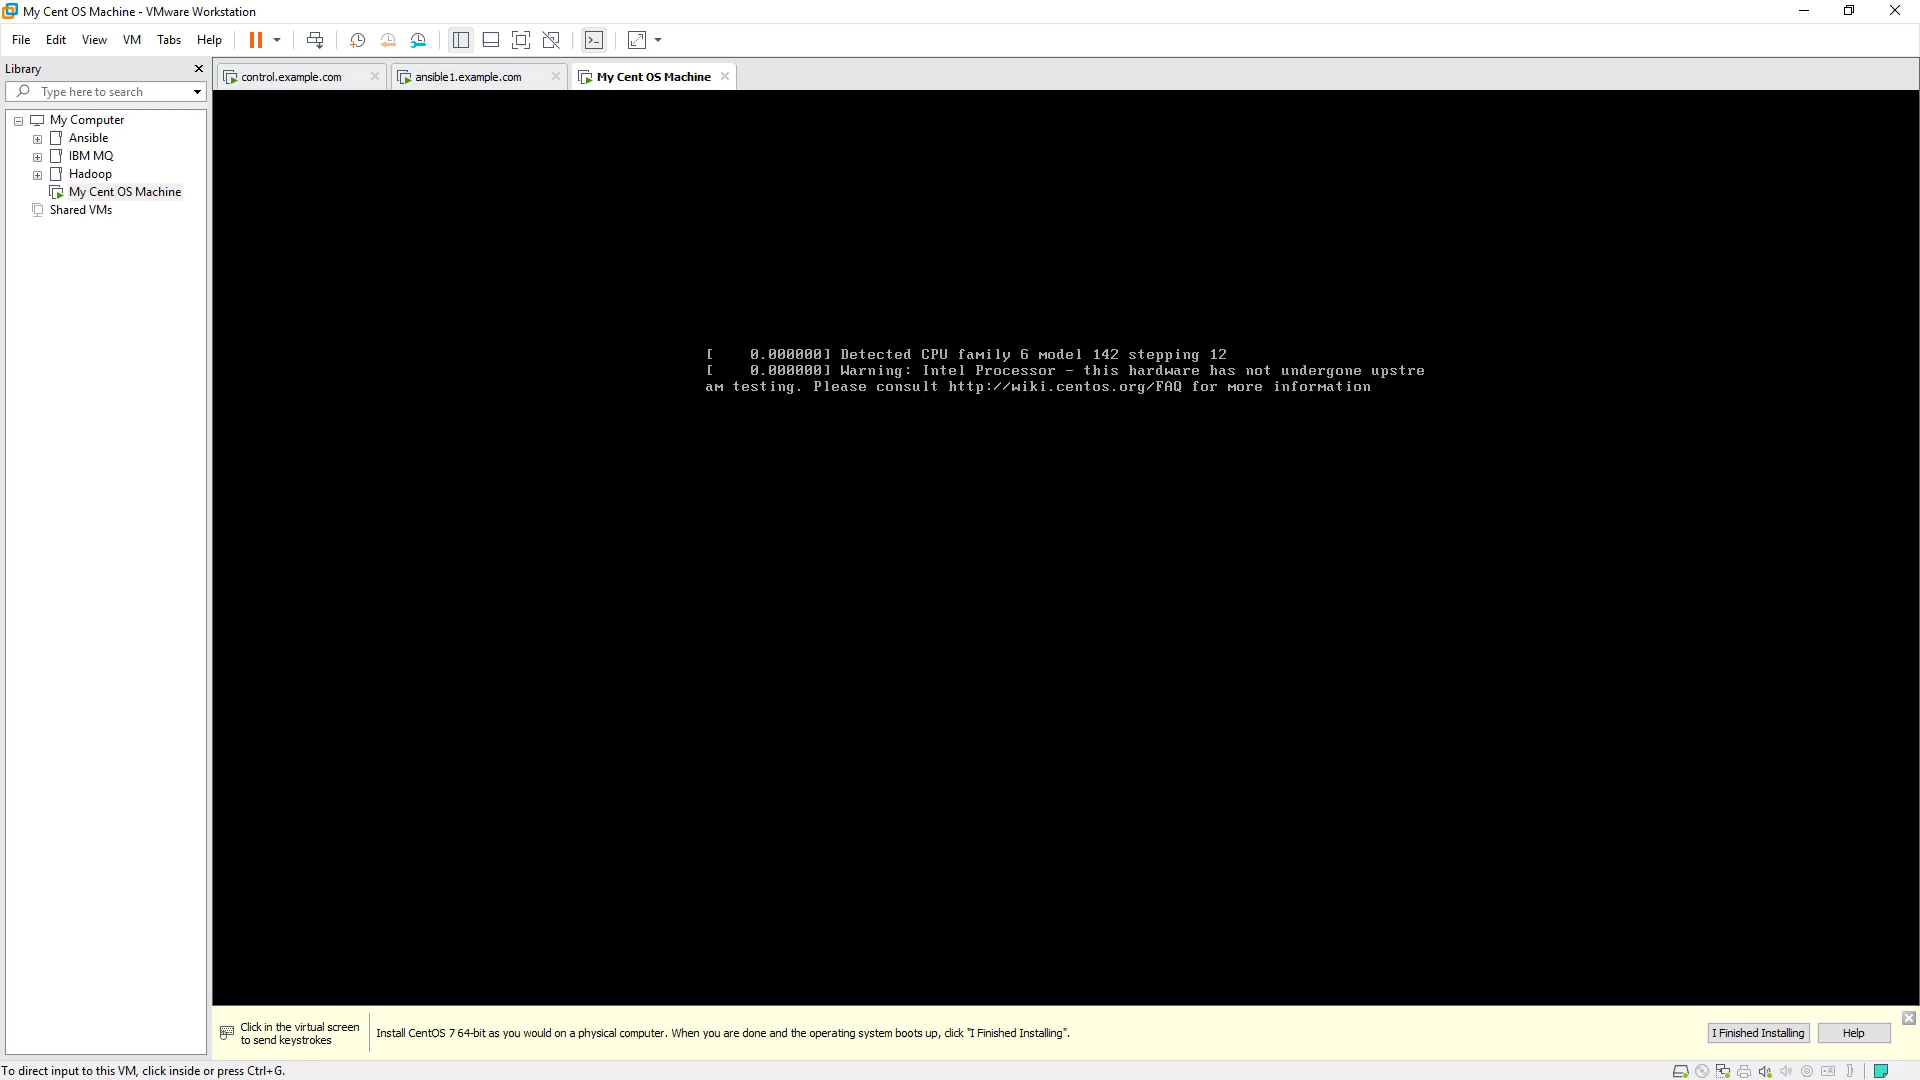 My Cent OS Machine - VMware Workstation
File Edit View VM Tabs Help
Library
control.example.com ansible1.example.com My Cent OS Machine
Type here to search
My Computer
Ansible
IBM MQ
Hadoop
My Cent OS Machine
Shared VMs
[    0.000000] Detected CPU family 6 model 142 stepping 12
[    0.000000] Warning: Intel Processor - this hardware has not undergone upstre
am testing. Please consult http://wiki.centos.org/FAQ for more information
Click in the virtual screen
to send keystrokes
Install CentOS 7 64-bit as you would on a physical computer. When you are done and the operating system boots up, click "I Finished Installing".
I Finished Installing Help
To direct input to this VM, click inside or press Ctrl+G.